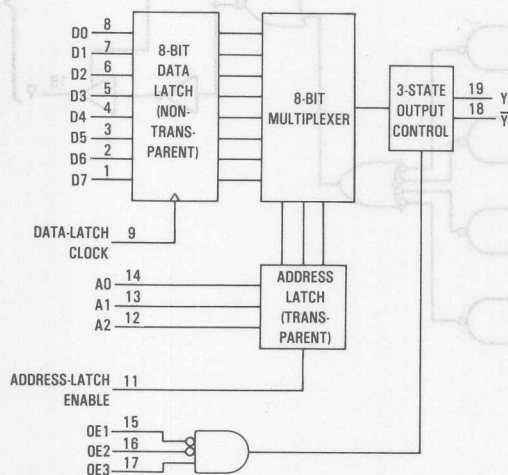 D0 8
D1 7
D2 6
D3 5
D4 4
D5 3
D6 2
D7 1
8-BIT
DATA
LATCH
(NON-
TRANS-
PARENT)
8-BIT
MULTIPLEXER
3-STATE
OUTPUT
CONTROL
19 Y
18 Y̅
DATA-LATCH
CLOCK
9
A0 14
A1 13
A2 12
ADDRESS
LATCH
(TRANS-
PARENT)
ADDRESS-LATCH
ENABLE
11
OE1 15
OE2 16
OE3 17